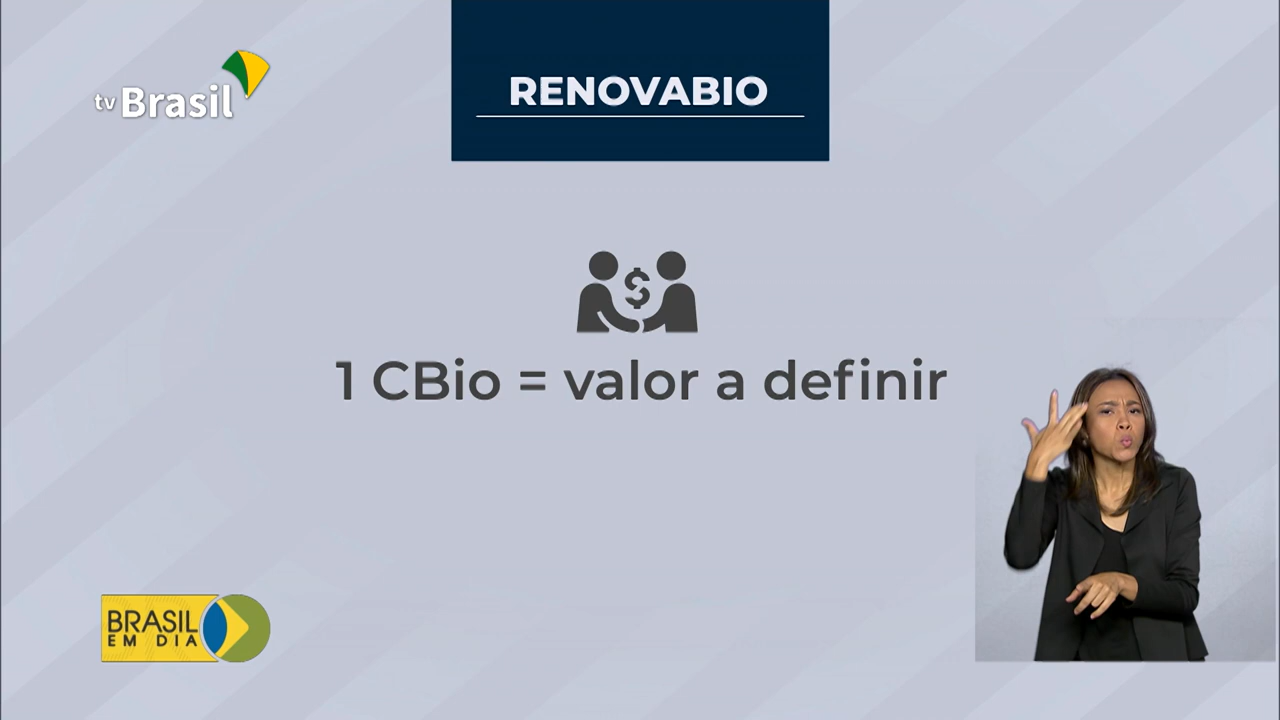 tv Brasil
RENOVABIO
$
1 CBio = valor a definir
BRASIL
EM DIA